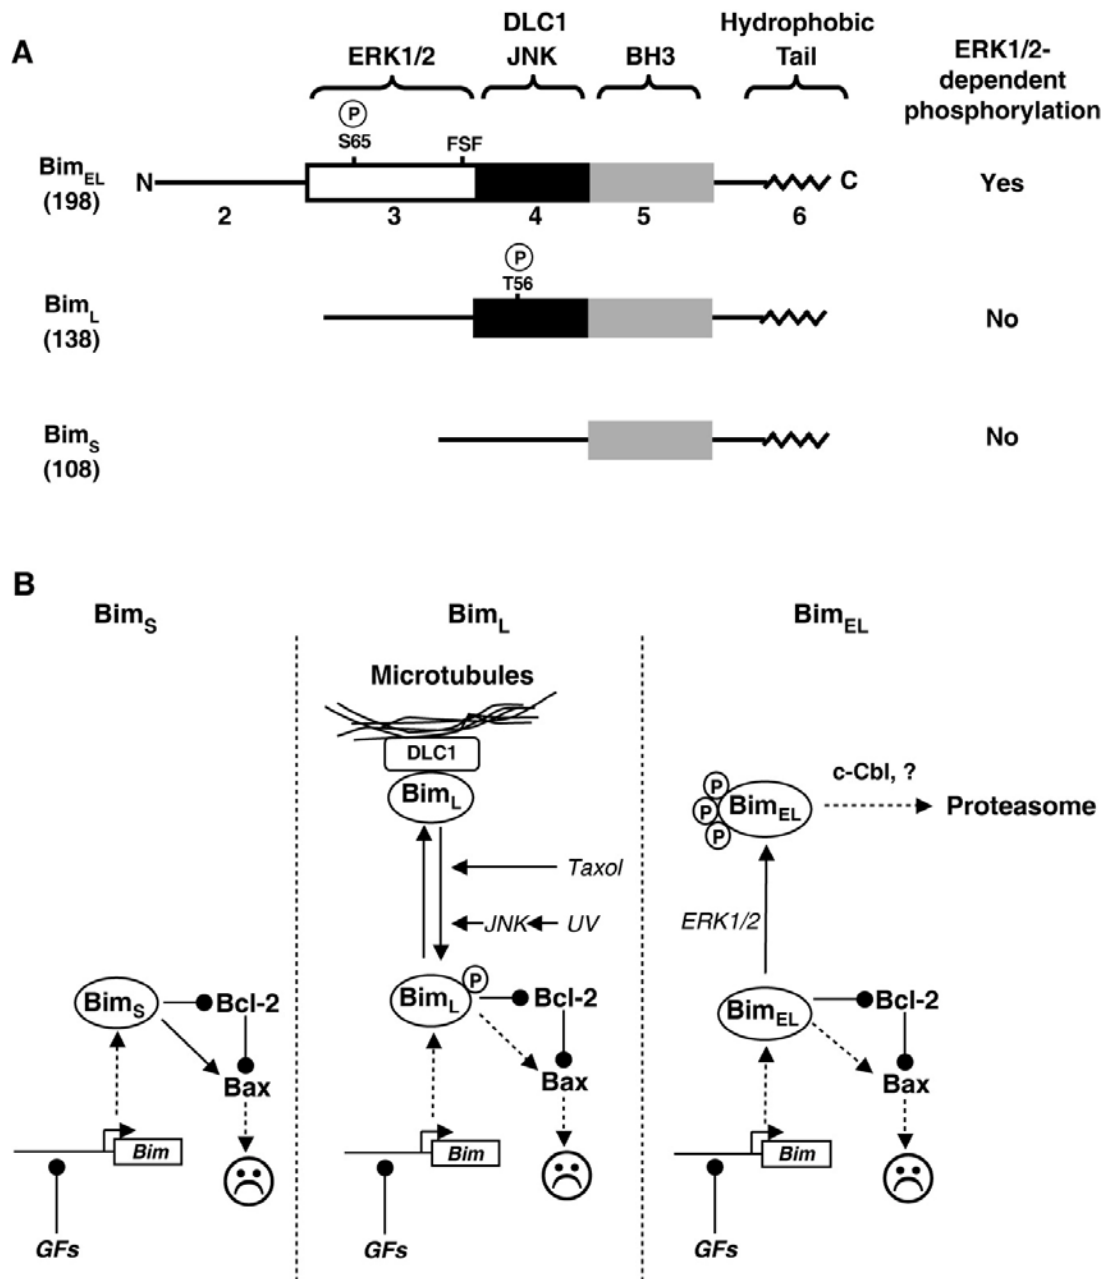 A
ERK1/2
DLC1
JNK
BH3
Hydrophobic
Tail
ERK1/2-
dependent
phosphorylation
P
S65
FSF
BimEL
(198)
N
C
Yes
2
3
4
5
6
P
T56
BimL
(138)
No
BimS
(108)
No
B
BimS
BimL
BimEL
Microtubules
DLC1
BimL
Taxol
JNK
UV
P
BimL
Bcl-2
Bax
Bim
GFs
BimS
Bcl-2
Bax
Bim
GFs
P
P
P
BimEL
c-Cbl, ?
Proteasome
ERK1/2
BimEL
Bcl-2
Bax
Bim
GFs